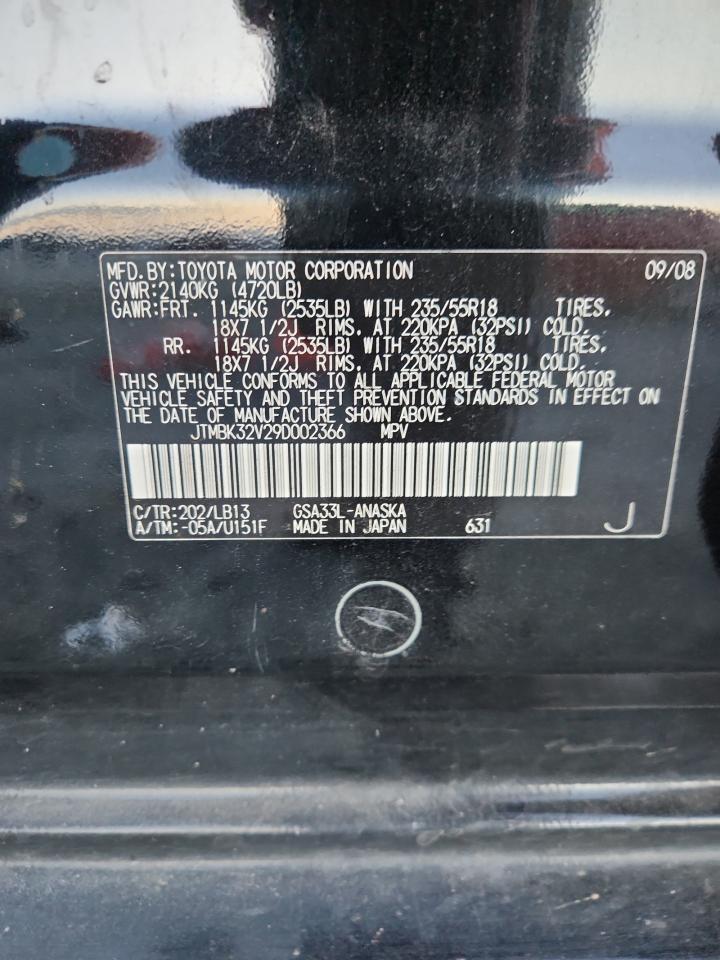 MFD.BY:TOYOTA MOTOR CORPORATION 09/08
GVWR:2140KG (4720LB)
GAWR:FRT. 1145KG (2535LB) WITH 235/55R18 TIRES.
18X7 1/2J RIMS. AT 220KPA (32PSI) COLD.
RR. 1145KG (2535LB) WITH 235/55R18 TIRES.
18X7 1/2J RIMS. AT 220KPA (32PSI) COLD.
THIS VEHICLE CONFORMS TO ALL APPLICABLE FEDERAL MOTOR
VEHICLE SAFETY AND THEFT PREVENTION STANDARDS IN EFFECT ON
THE DATE OF MANUFACTURE SHOWN ABOVE.
JTMBK32V29D002366 MPV
C/TR:202/LB13 GSA33L-ANASKA
A/TM:-05A/U151F MADE IN JAPAN 631 J